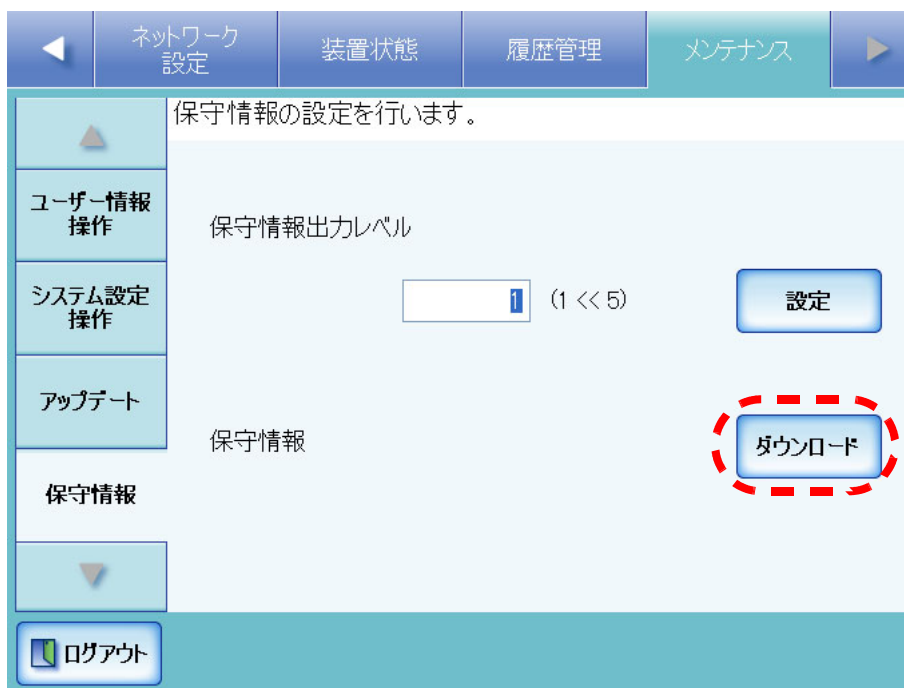 ネットワーク
設定
装置状態
履歴管理
メンテナンス
保守情報の設定を行います。
ユーザー情報
操作
システム設定
操作
アップデート
保守情報
保守情報出力レベル
1 (1 << 5)
設定
保守情報
ダウンロード
ログアウト